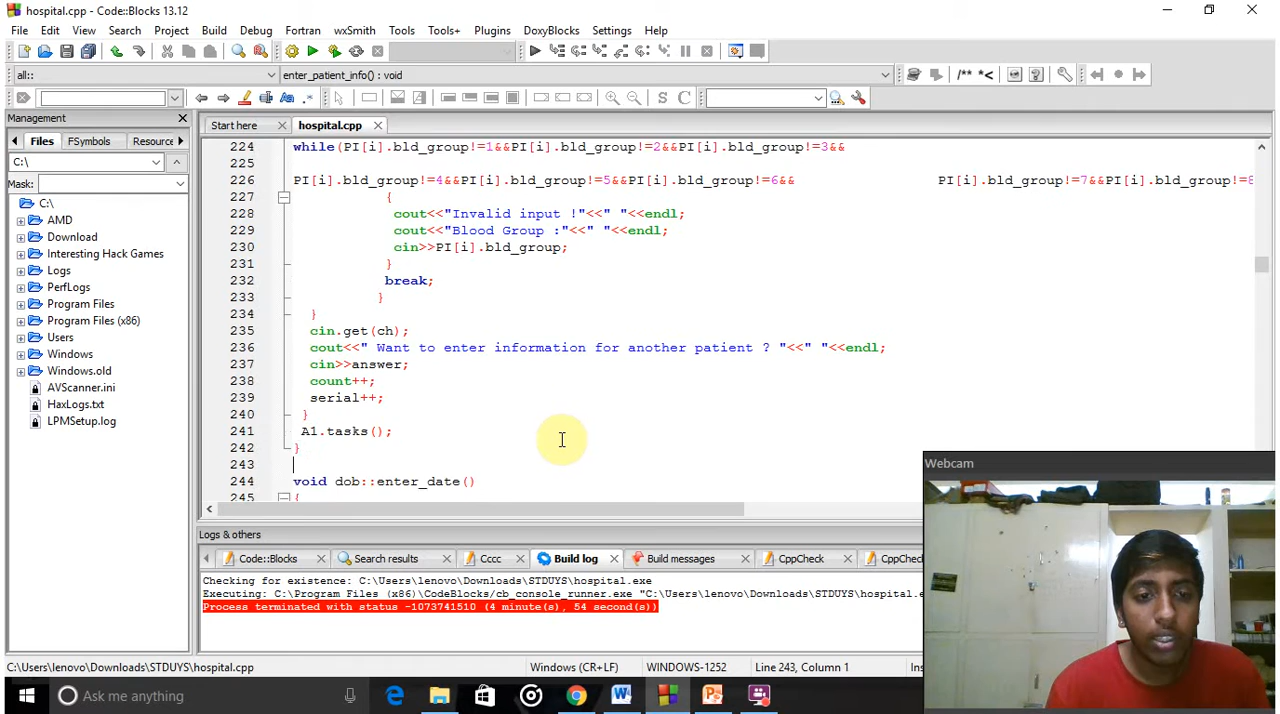 hospital.cpp - Code::Blocks 13.12
File Edit View Search Project Build Debug Fortran wxSmith Tools Tools+ Plugins DoxyBlocks Settings Help
all:: enter_patient_info() : void
/** *<
S C
Management
Files FSymbols Resource
Start here hospital.cpp
C:\
Mask:
C:\
AMD
Download
Interesting Hack Games
Logs
PerfLogs
Program Files
Program Files (x86)
Users
Windows
Windows.old
AVScanner.ini
HaxLogs.txt
LPMSetup.log
224 while(PI[i].bld_group!=1&&PI[i].bld_group!=2&&PI[i].bld_group!=3&&
225
226 PI[i].bld_group!=4&&PI[i].bld_group!=5&&PI[i].bld_group!=6&& PI[i].bld_group!=7&&PI[i].bld_group!=8
227 {
228 cout<<"Invalid input !"<<" "<<endl;
229 cout<<"Blood Group :"<<" "<<endl;
230 cin>>PI[i].bld_group;
231 }
232 break;
233 }
234 }
235 cin.get(ch);
236 cout<<" Want to enter information for another patient ? "<<" "<<endl;
237 cin>>answer;
238 count++;
239 serial++;
240 }
241 A1.tasks();
242 }
243
244 void dob::enter_date()
245 {
Webcam
Logs & others
Code::Blocks Search results Cccc Build log Build messages CppCheck CppChec
Checking for existence: C:\Users\lenovo\Downloads\STDUYS\hospital.exe
Executing: C:\Program Files (x86)\CodeBlocks/cb_console_runner.exe "C:\Users\lenovo\Downloads\STDUYS\hospital.e
Process terminated with status -1073741510 (4 minute(s), 54 second(s))
C:\Users\lenovo\Downloads\STDUYS\hospital.cpp Windows (CR+LF) WINDOWS-1252 Line 243, Column 1 Ins
Ask me anything